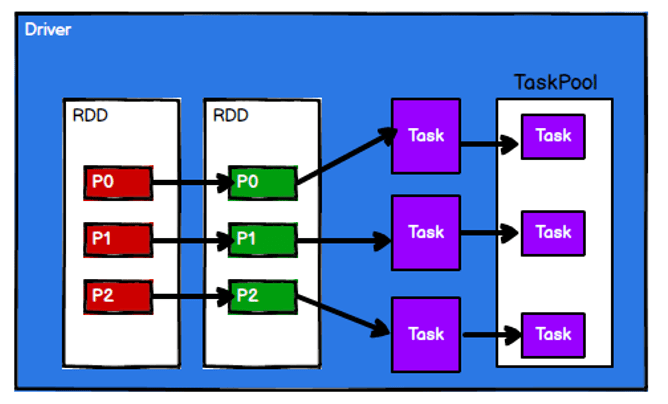 Driver
TaskPool
RDD
RDD
Task
Task
P0
P0
P1
P1
Task
Task
P2
P2
Task
Task